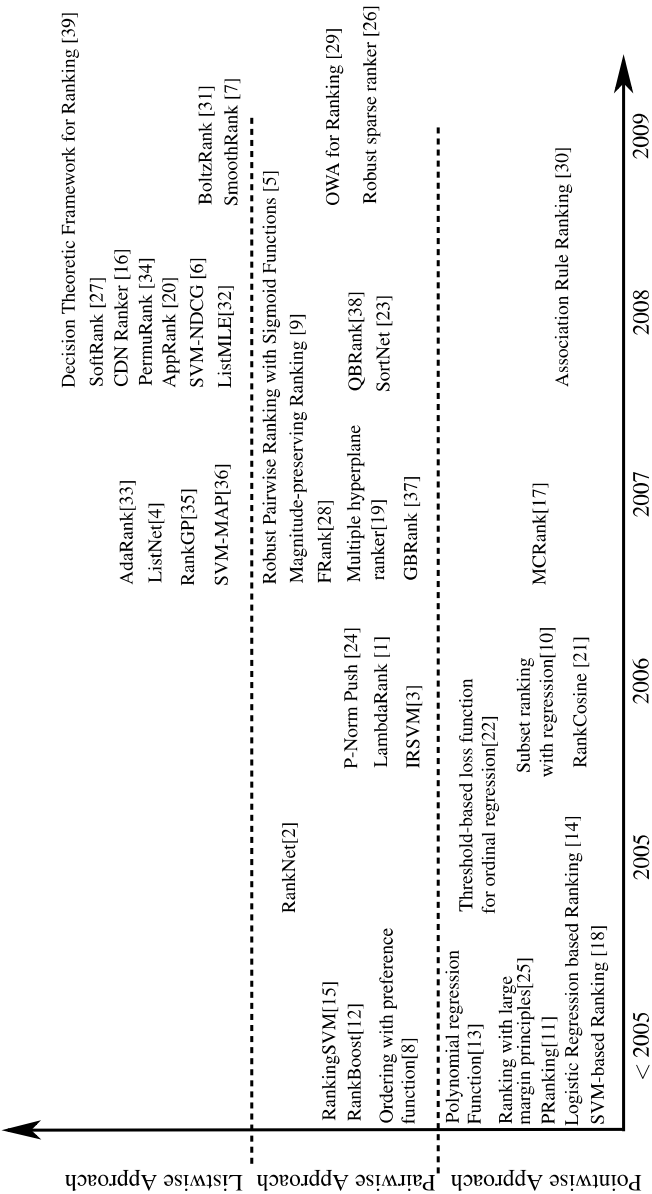 Listwise Approach
Decision Theoretic Framework for Ranking [39]
SoftRank [27]
CDN Ranker [16]
PermuRank [34]
AppRank [20]
SVM-NDCG [6]
ListMLE[32]
AdaRank[33]
ListNet[4]
RankGP[35]
SVM-MAP[36]
BoltzRank [31]
SmoothRank [7]
Pairwise Approach
RankingSVM[15]
RankBoost[12]
Ordering with preference
function[8]
RankNet[2]
P-Norm Push [24]
LambdaRank [1]
IRSVM[3]
Robust Pairwise Ranking with Sigmoid Functions [5]
Magnitude-preserving Ranking [9]
FRank[28]
Multiple hyperplane
ranker[19]
GBRank [37]
QBRank[38]
SortNet [23]
OWA for Ranking [29]
Robust sparse ranker [26]
Pointwise Approach
Polynomial regression
Function[13]
Ranking with large
margin principles[25]
PRanking[11]
Logistic Regression based Ranking [14]
SVM-based Ranking [18]
Threshold-based loss function
for ordinal regression[22]
Subset ranking
with regression[10]
RankCosine [21]
MCRank[17]
Association Rule Ranking [30]
< 2005
2005
2006
2007
2008
2009